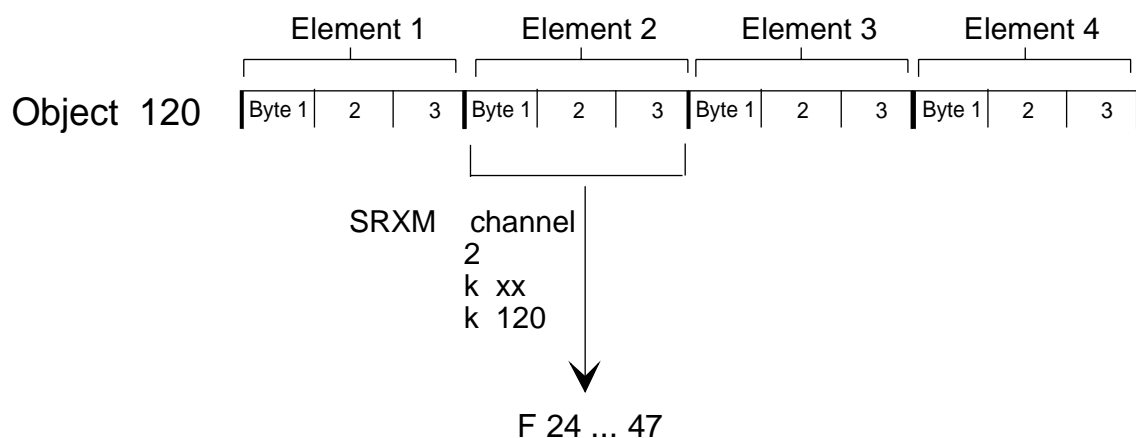 Element 1 Element 2 Element 3 Element 4
Object 120 Byte 1 2 3 Byte 1 2 3 Byte 1 2 3 Byte 1 2 3
SRXM channel
2
k xx
k 120
F 24 ... 47